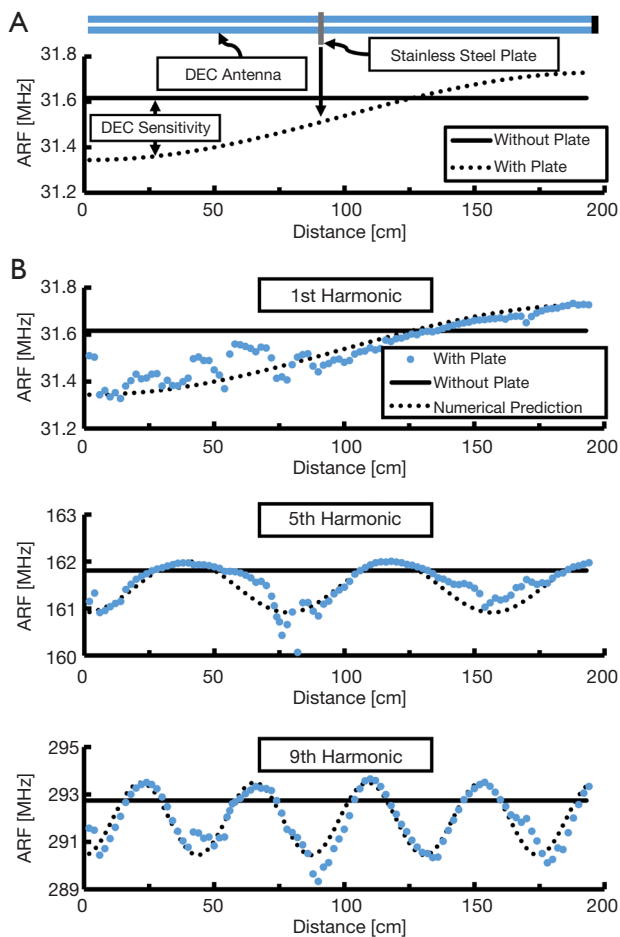 A
DEC Antenna
Stainless Steel Plate
DEC Sensitivity
ARF [MHz]
31.8
31.6
31.4
31.2
Without Plate
With Plate
0
50
100
150
200
Distance [cm]
B
1st Harmonic
ARF [MHz]
31.8
31.6
31.4
31.2
With Plate
Without Plate
Numerical Prediction
0
50
100
150
200
Distance [cm]
5th Harmonic
ARF [MHz]
163
162
161
160
0
50
100
150
200
Distance [cm]
9th Harmonic
ARF [MHz]
295
293
291
289
0
50
100
150
200
Distance [cm]